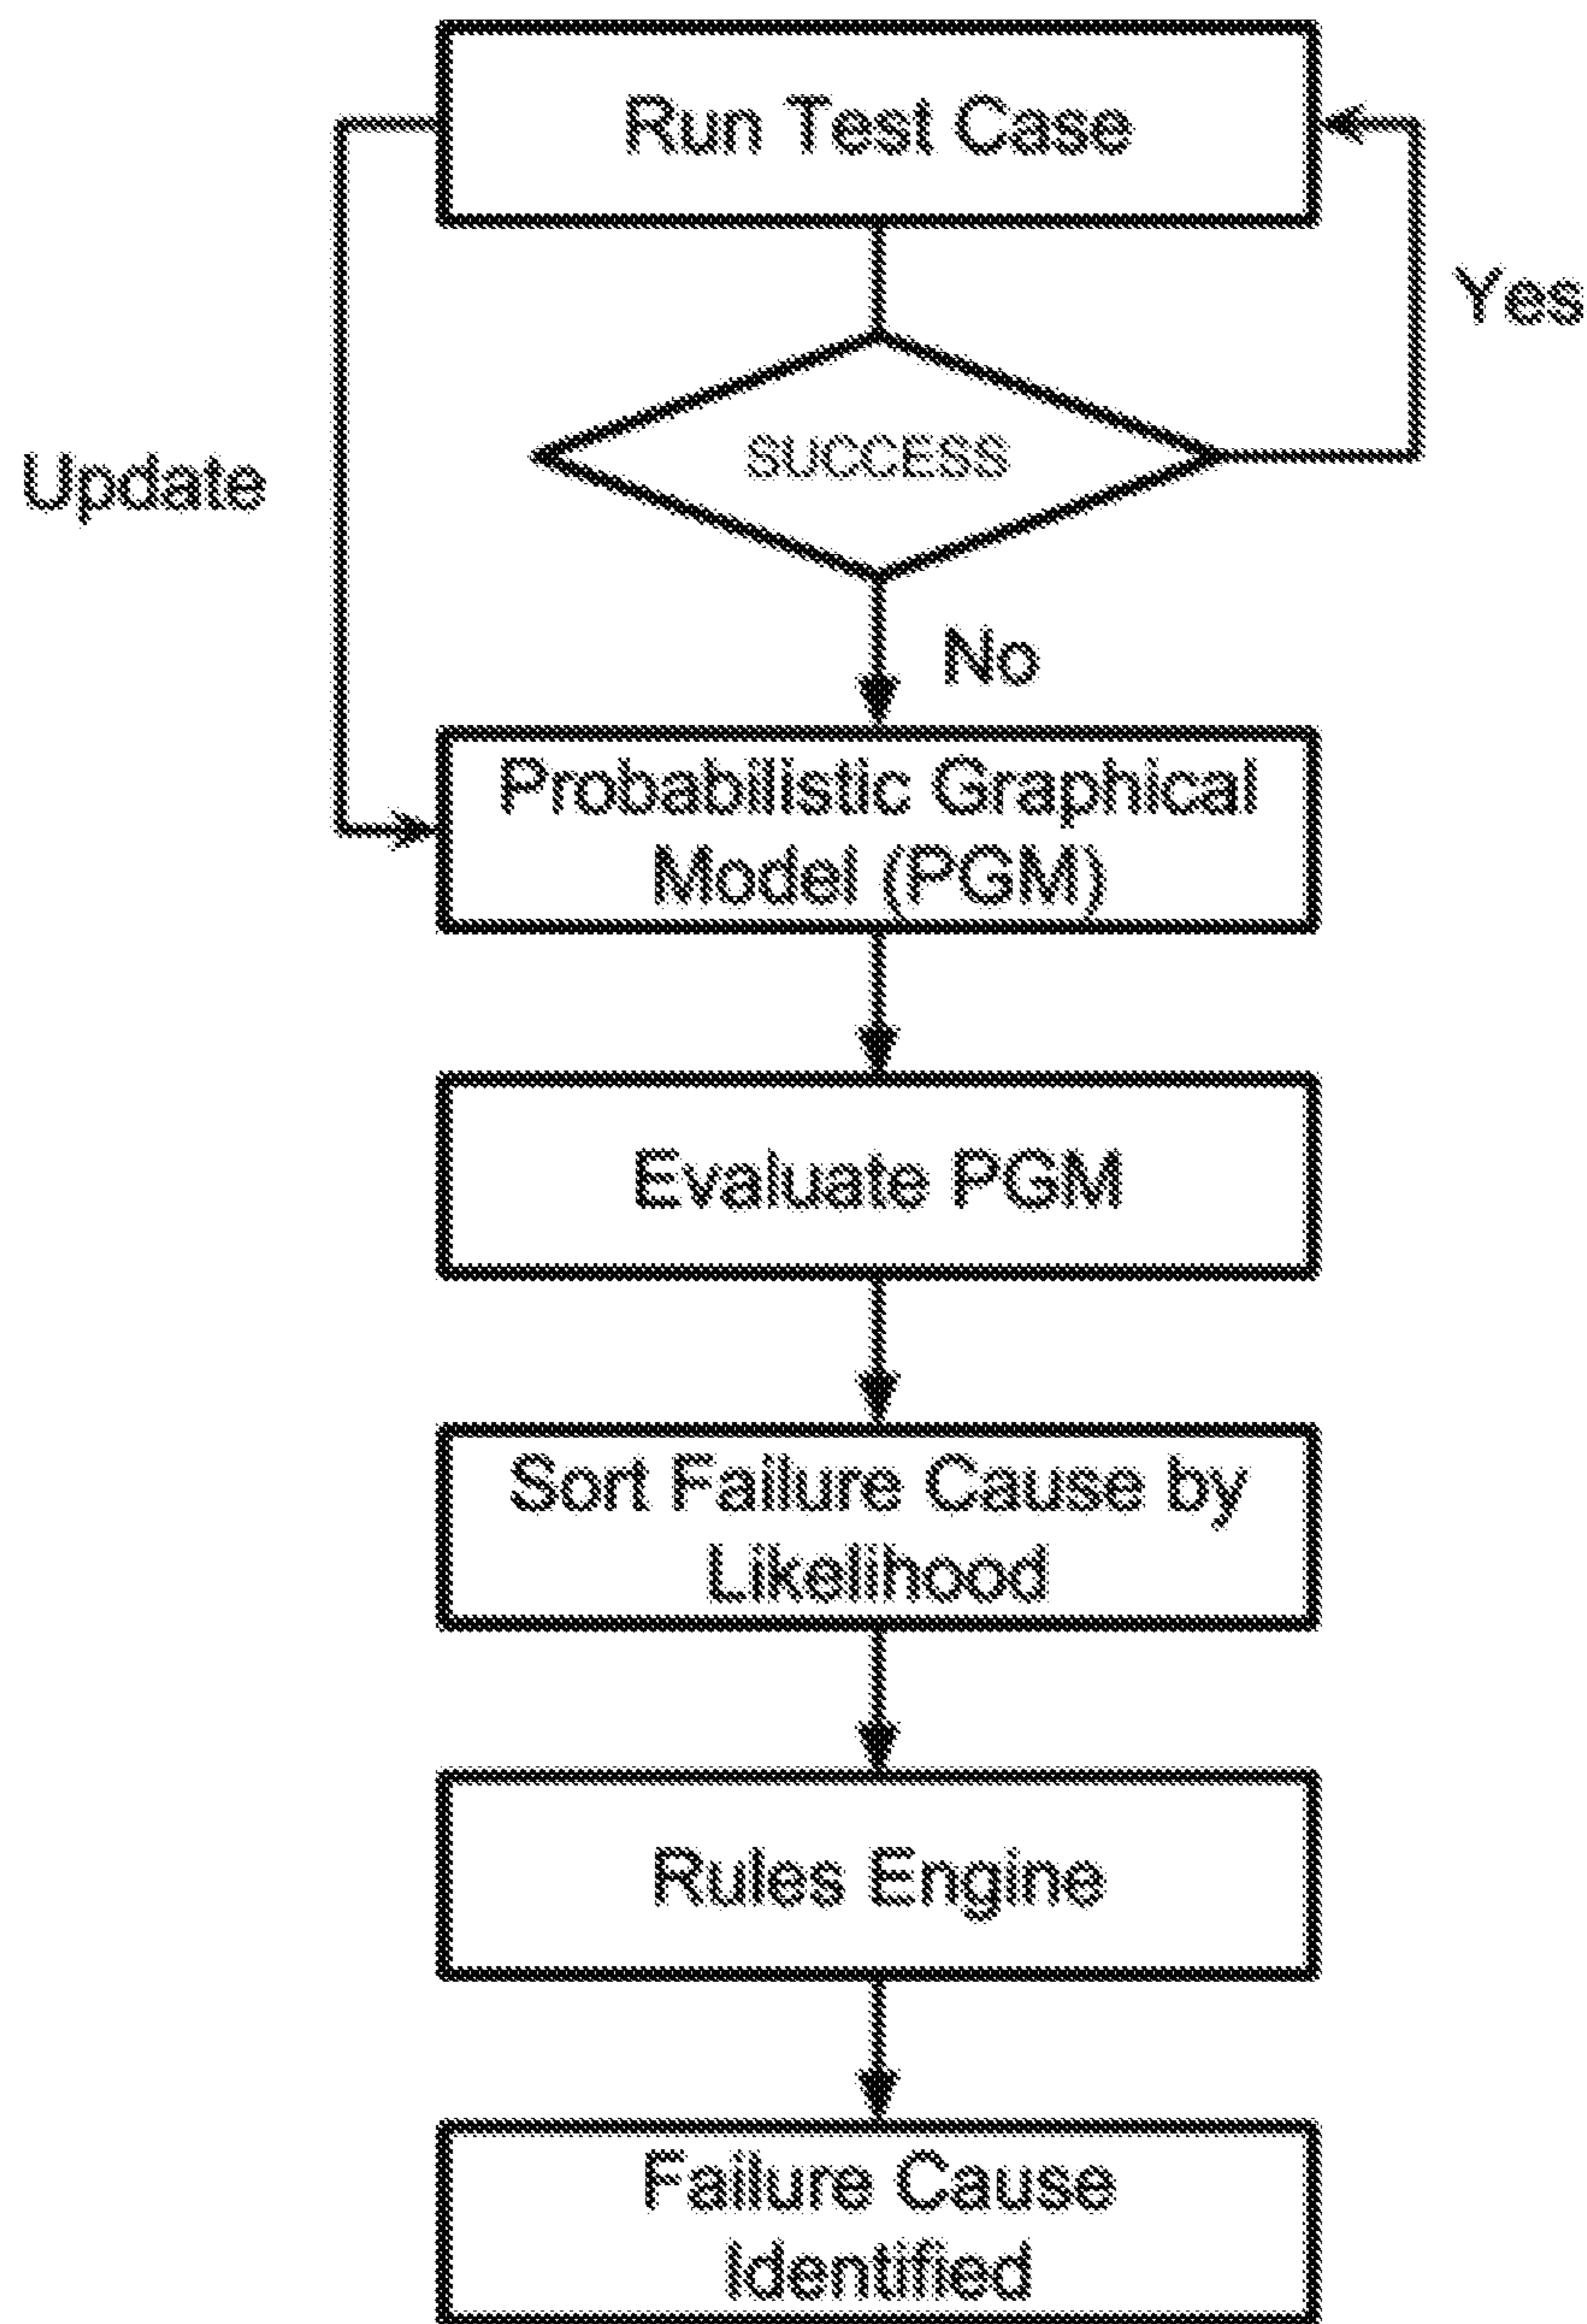 Run Test Case
Yes
SUCCESS
Update
No
Probabilistic Graphical
Model (PGM)
Evaluate PGM
Sort Failure Cause by
Likelihood
Rules Engine
Failure Cause
Identified